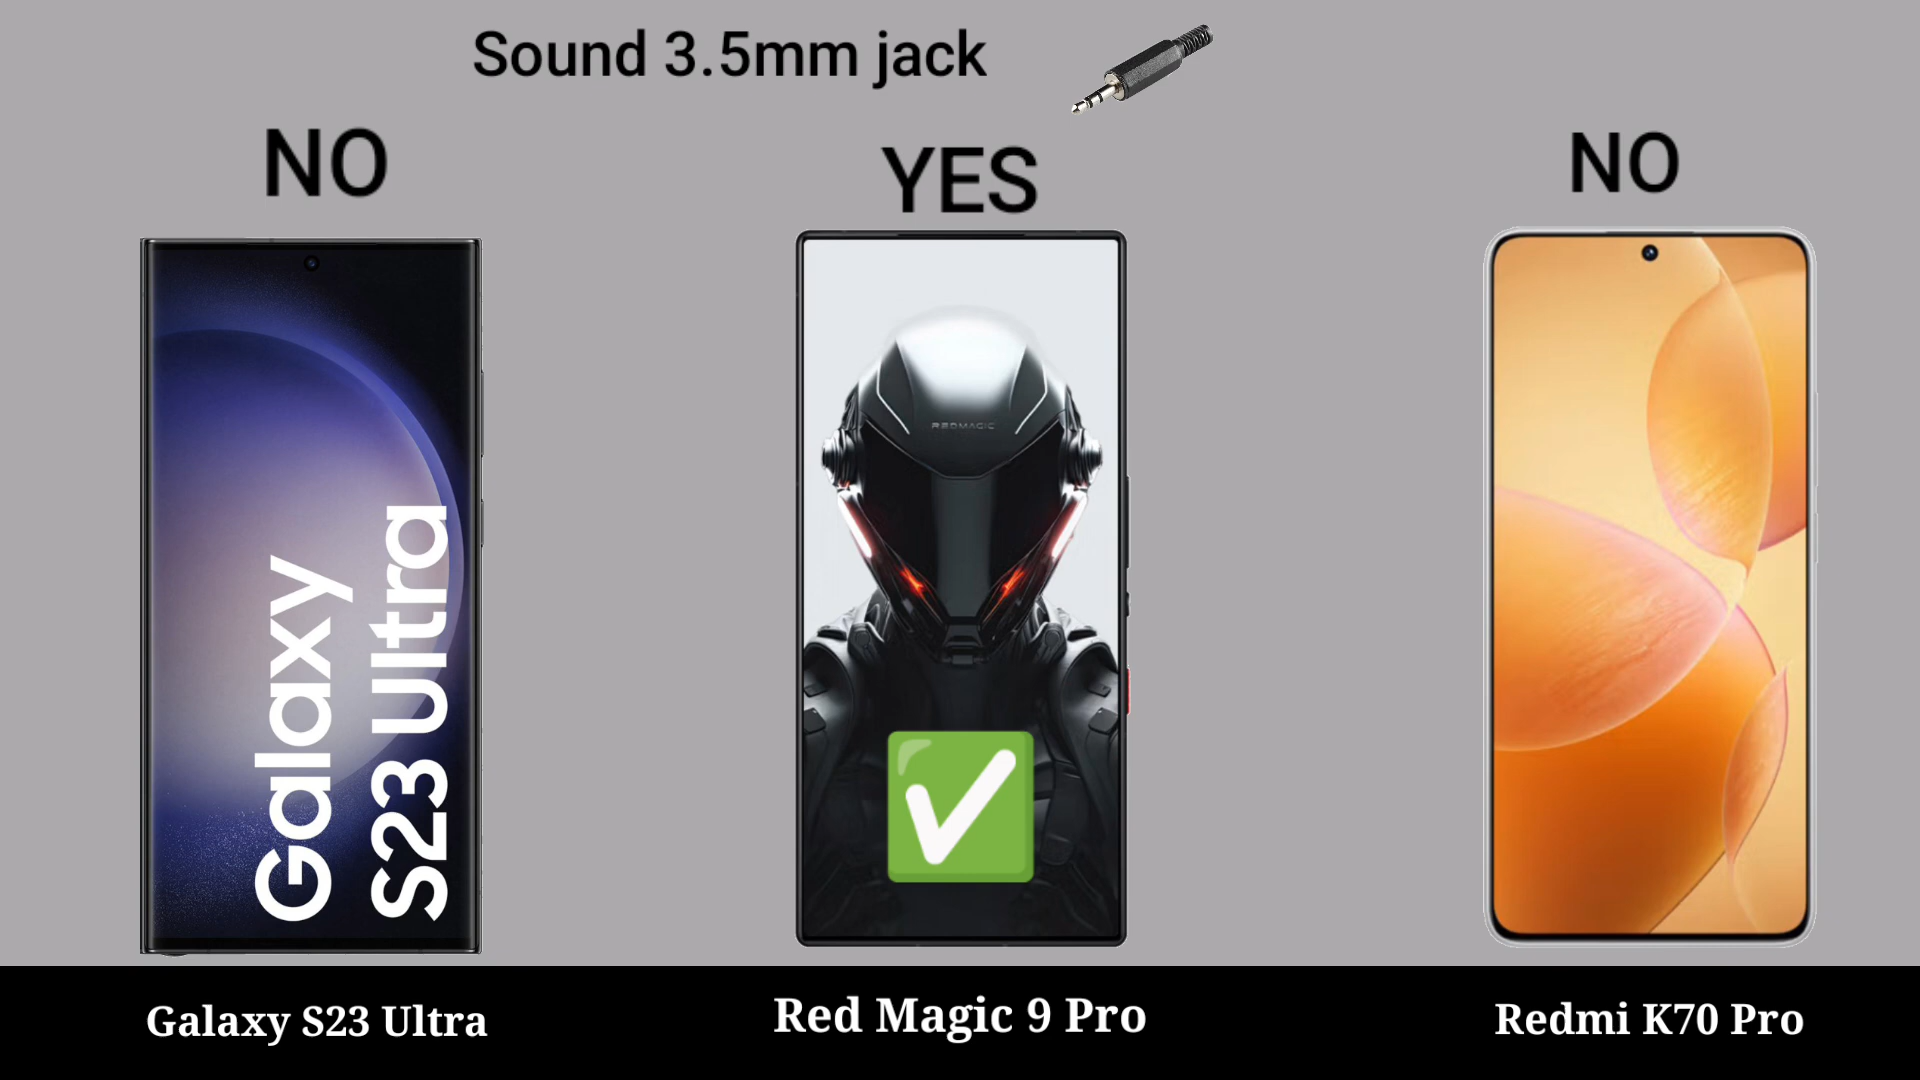 Sound 3.5mm jack
NO
YES
NO
Galaxy
S23 Ultra
REDMAGIC
Galaxy S23 Ultra
Red Magic 9 Pro
Redmi K70 Pro